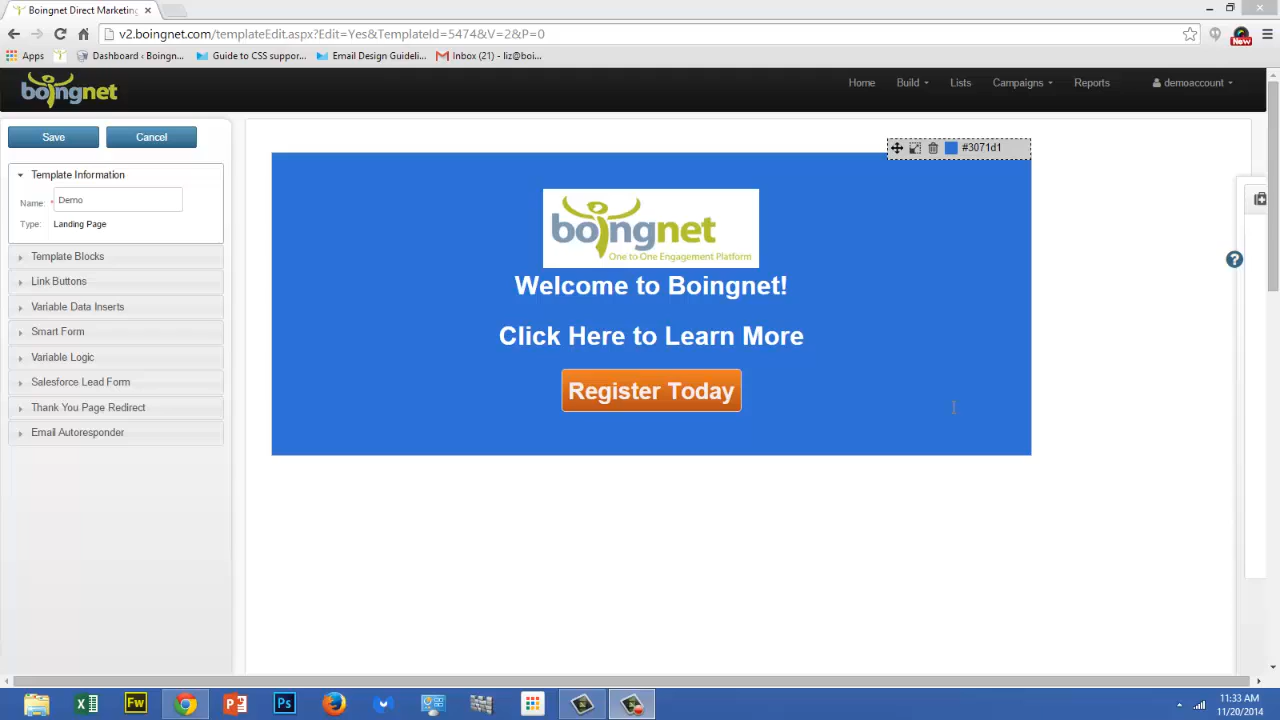 Boingnet Direct Marketing
v2.boingnet.com/templateEdit.aspx?Edit=Yes&TemplateId=5474&V=2&P=0
New
Apps
Dashboard ‹ Boingn...
Guide to CSS suppor...
Email Design Guideli...
Inbox (21) - liz@boi...
boingnet
Home
Build
Lists
Campaigns
Reports
demoaccount
Save
Cancel
Template Information
Name: * Demo
Type: Landing Page
Template Blocks
Link Buttons
Variable Data Inserts
Smart Form
Variable Logic
Salesforce Lead Form
Thank You Page Redirect
Email Autoresponder
#3071d1
boingnet
One to One Engagement Platform
Welcome to Boingnet!
Click Here to Learn More
Register Today
?
Fw
Ps
11:33 AM
11/20/2014